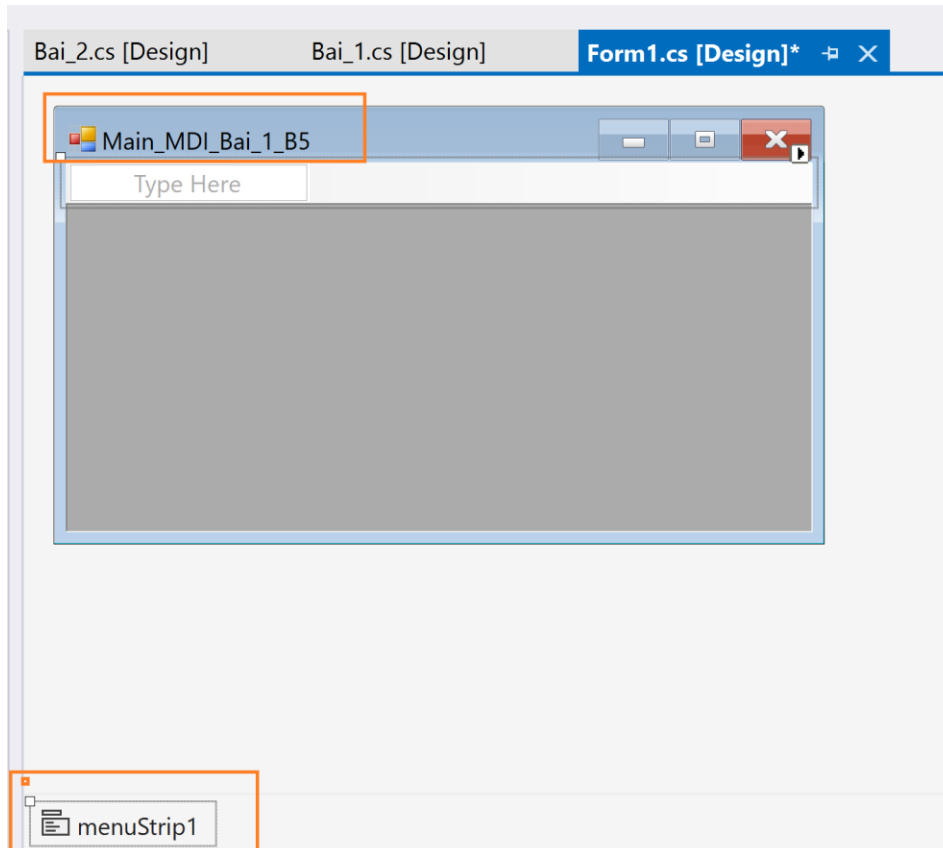 Bai_2.cs [Design] Bai_1.cs [Design] Form1.cs [Design]*
Main_MDI_Bai_1_B5
Type Here
menuStrip1